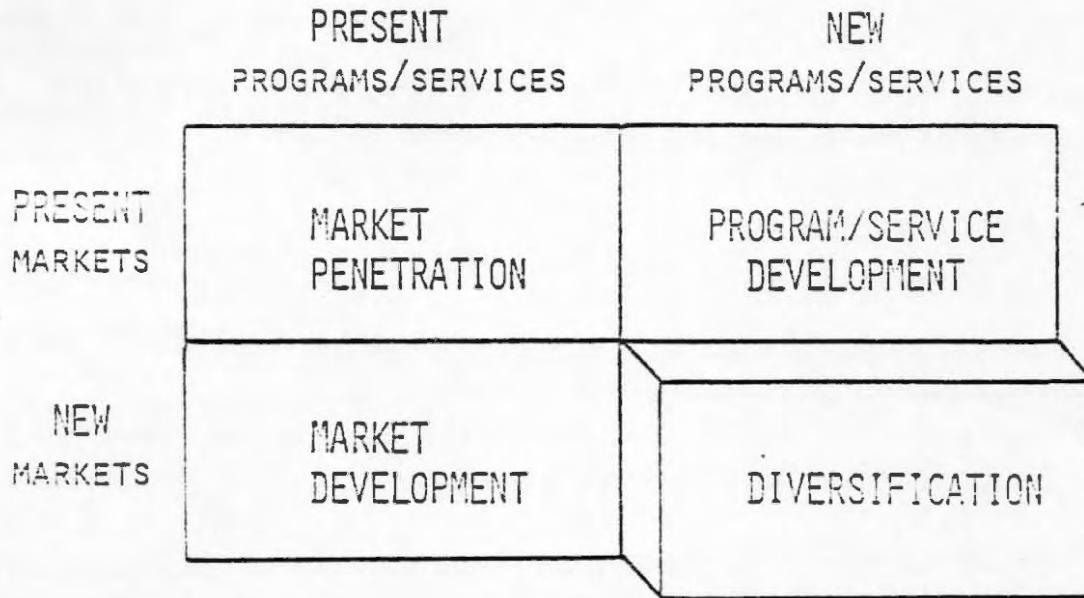 PRESENT NEW
PROGRAMS/SERVICES PROGRAMS/SERVICES
PRESENT
MARKETS
MARKET
PENETRATION
PROGRAM/SERVICE
DEVELOPMENT
NEW
MARKETS
MARKET
DEVELOPMENT
DIVERSIFICATION